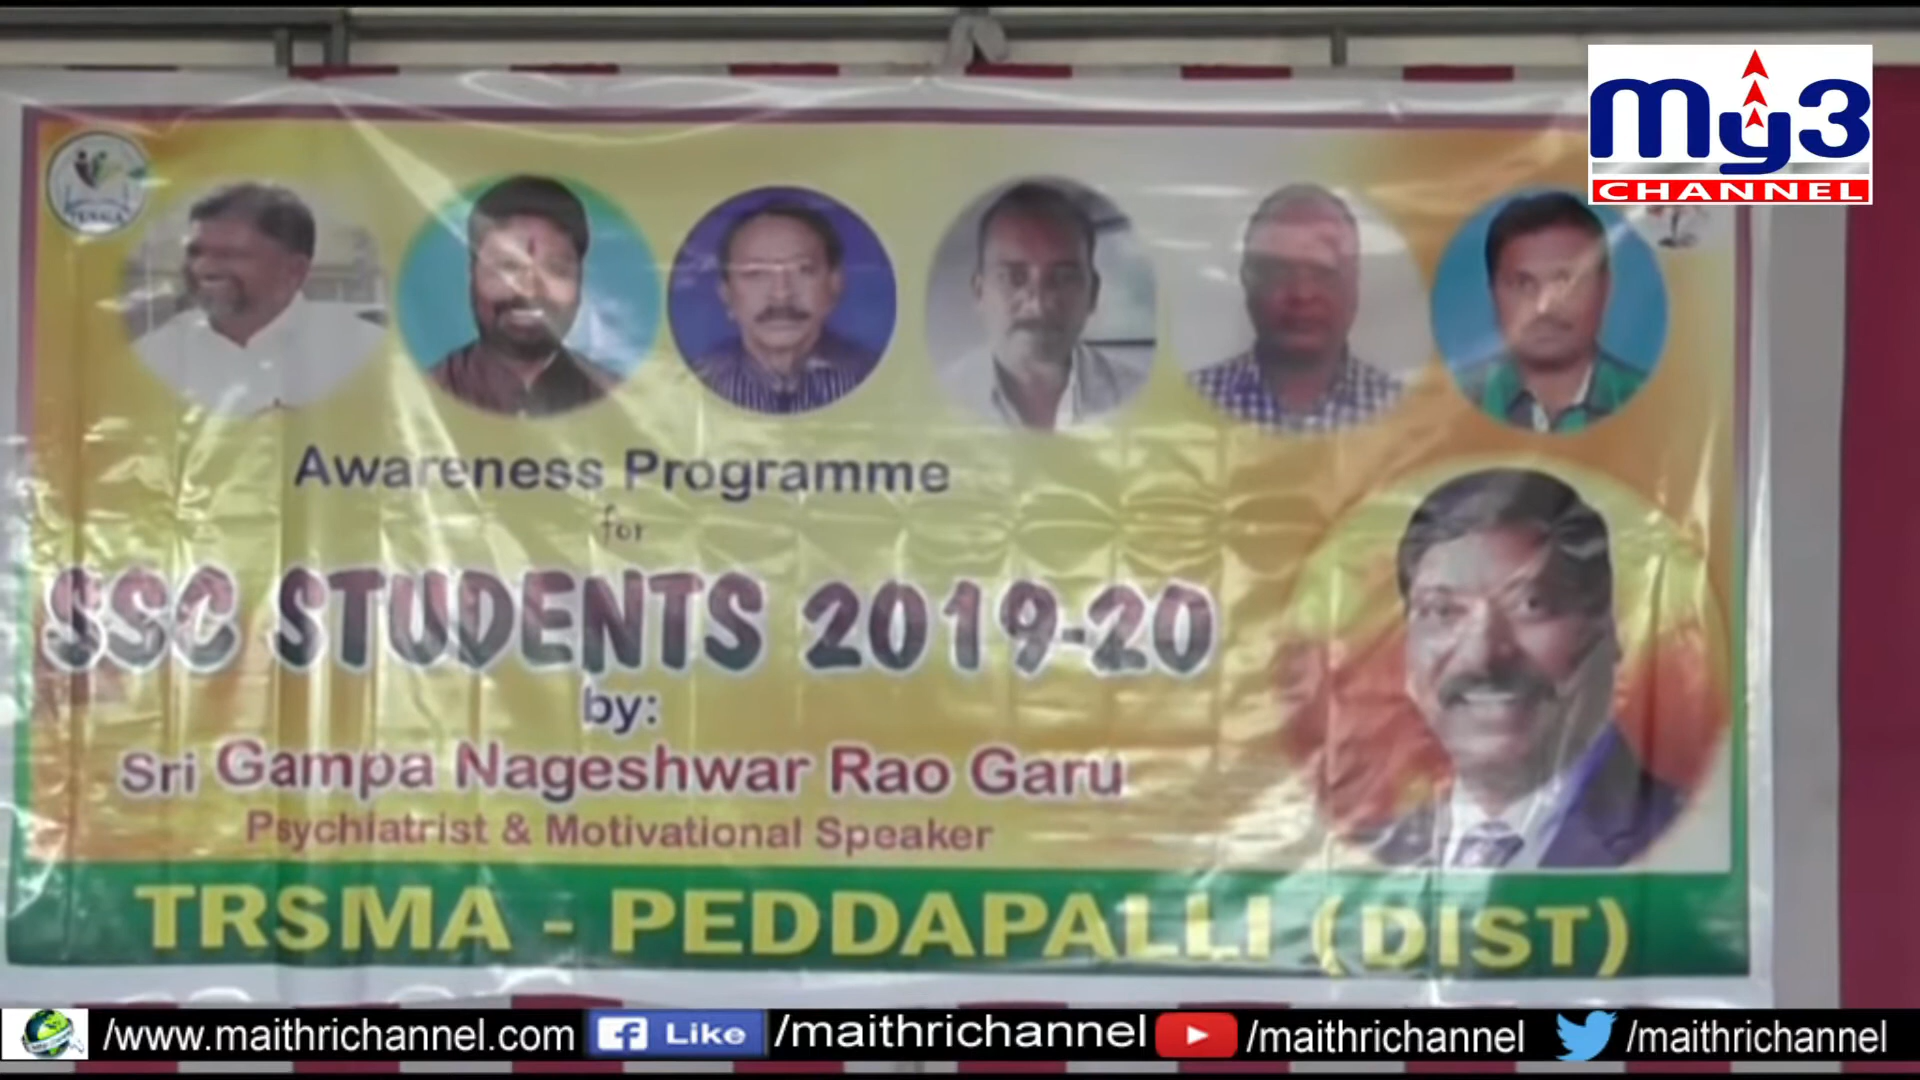 my3
CHANNEL
Awareness Programme
for
SSC STUDENTS 2019-20
by:
Sri Gampa Nageshwar Rao Garu
Psychiatrist & Motivational Speaker
TRSMA - PEDDAPALLI (DIST)
/www.maithrichannel.com Like /maithrichannel /maithrichannel /maithrichannel